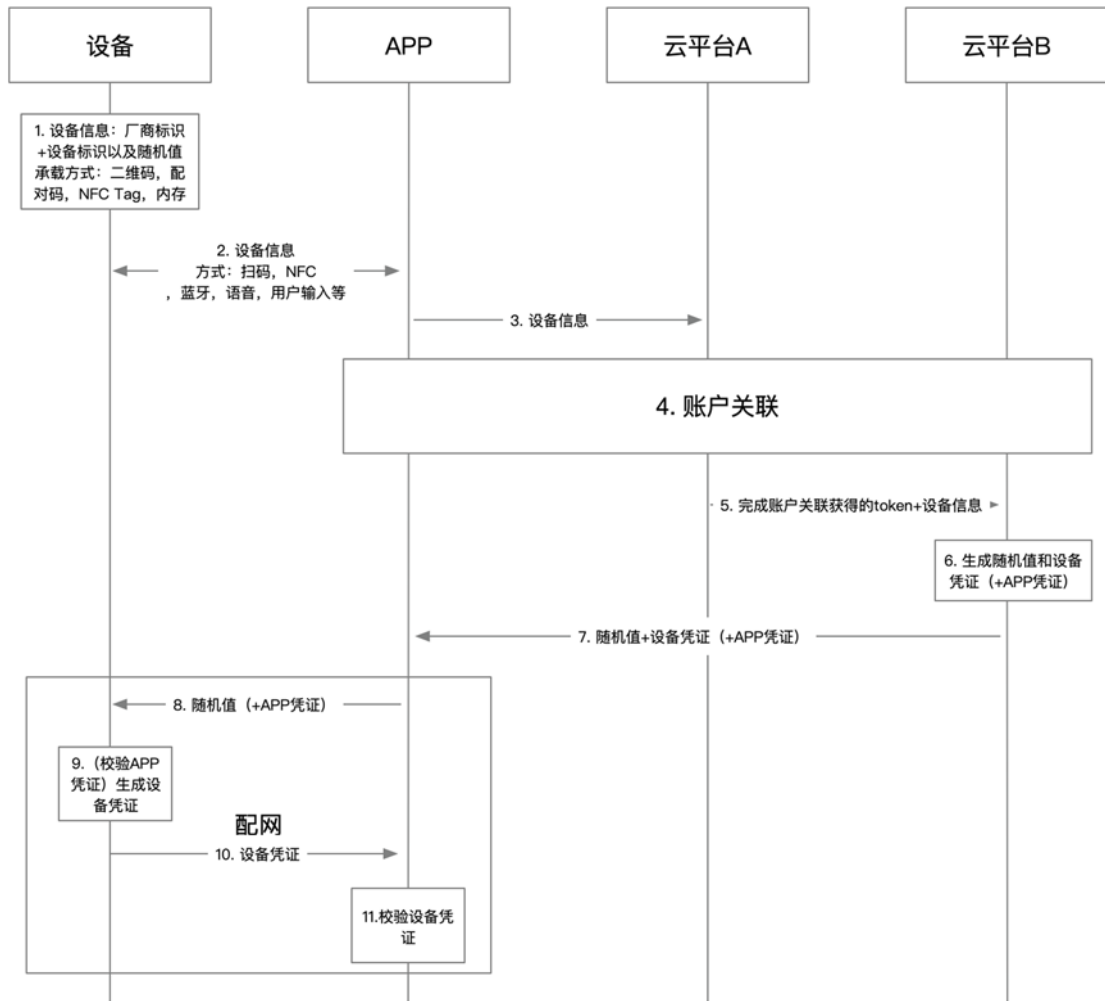 设备
APP
云平台A
云平台B
1. 设备信息：厂商标识
+设备标识以及随机值
承载方式：二维码，配
对码，NFC Tag，内存
2. 设备信息
方式：扫码，NFC
，蓝牙，语音，用户输入等
3. 设备信息
4. 账户关联
5. 完成账户关联获得的token+设备信息
6. 生成随机值和设备
凭证（+APP凭证）
7. 随机值+设备凭证（+APP凭证）
8. 随机值（+APP凭证）
9.（校验APP
凭证）生成设
备凭证
配网
10. 设备凭证
11.校验设备凭
证